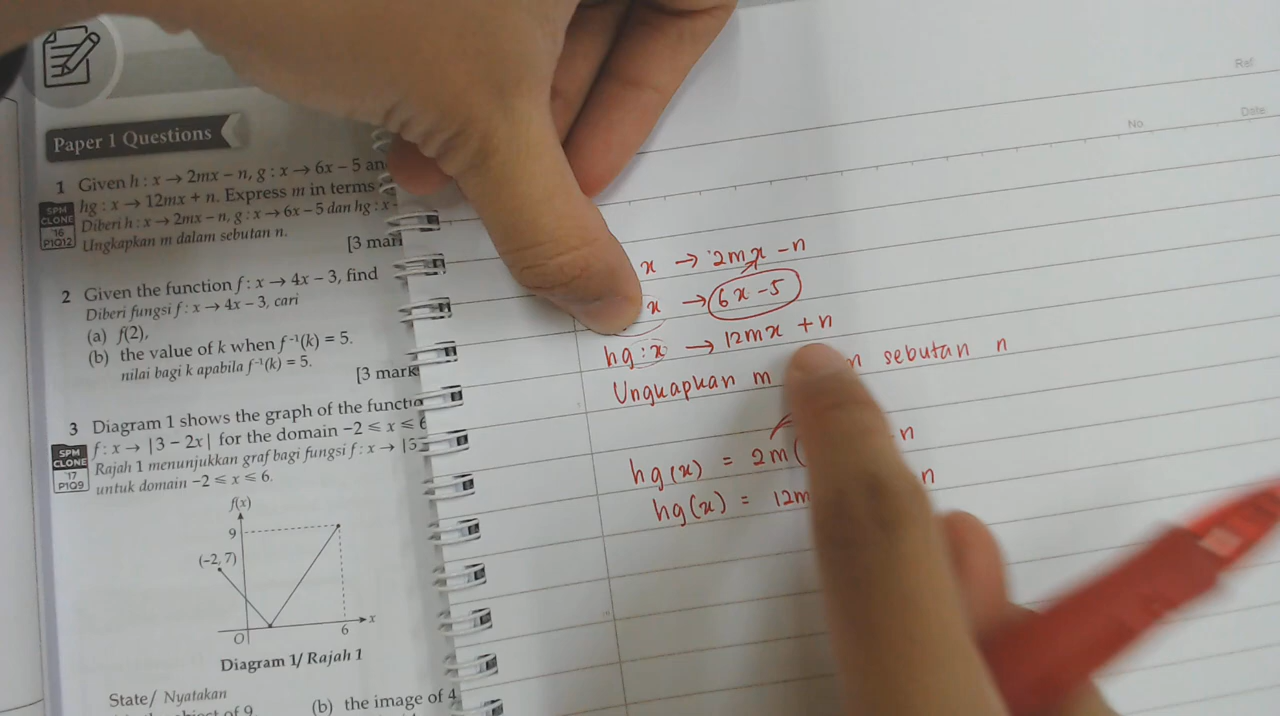 Paper 1 Questions
1 Given h : x → 2mx − n, g : x → 6x − 5 an
hg : x → 12mx + n. Express m in terms
SPM CLONE '16 P1Q12
Diberi h : x → 2mx − n, g : x → 6x − 5 dan hg : x
Ungkapkan m dalam sebutan n.
[3 mar
2 Given the function f : x → 4x − 3, find
Diberi fungsi f : x → 4x − 3, cari
(a) f(2),
(b) the value of k when f⁻¹(k) = 5.
nilai bagi k apabila f⁻¹(k) = 5.
[3 mark
3 Diagram 1 shows the graph of the functio
SPM CLONE '17 P1Q9
f : x → |3 − 2x| for the domain −2 ⩽ x ⩽ 6
Rajah 1 menunjukkan graf bagi fungsi f : x → |3
untuk domain −2 ⩽ x ⩽ 6.
f(x)
9
(−2, 7)
O
6
x
Diagram 1/ Rajah 1
State/ Nyatakan
of 9
(b) the image of 4
Ref
No.
Date
x → 2mx − n
x → 6x − 5
hg : x → 12mx + n
Unguapkan m sebutan n
hg(x) = 2m( n
hg(x) = 12m n